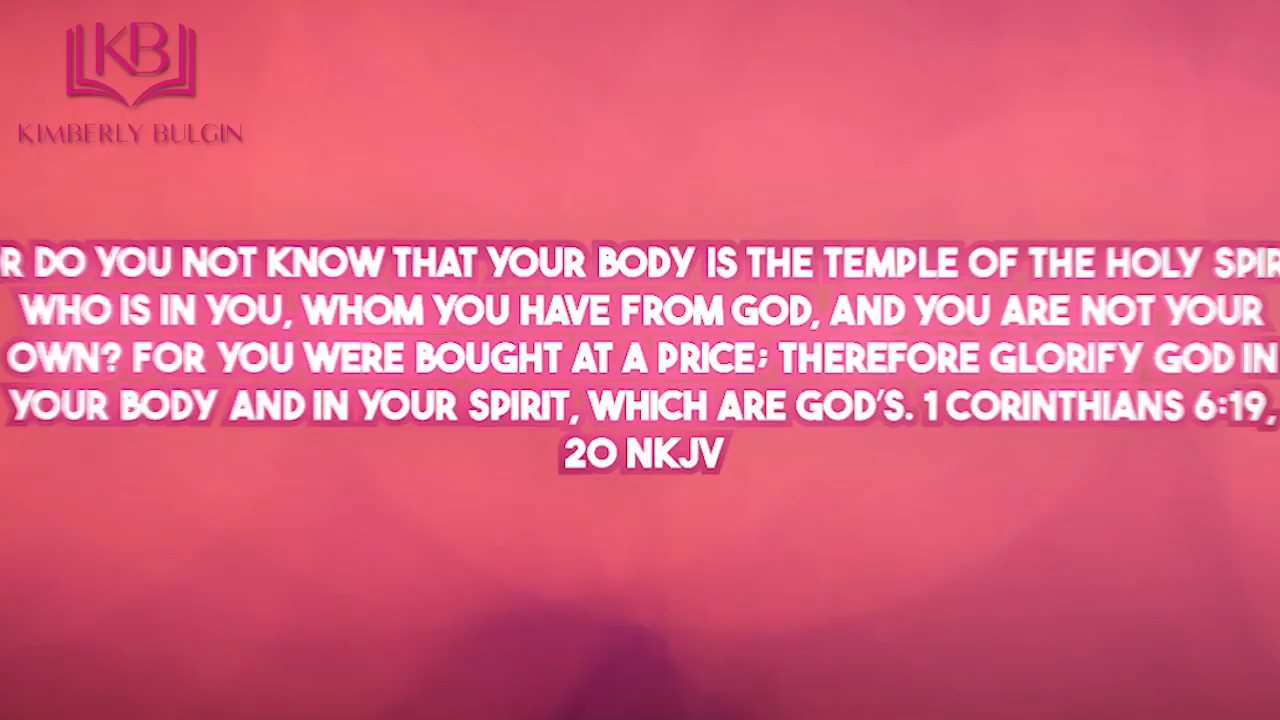 KB
KIMBERLY BULGIN
R DO YOU NOT KNOW THAT YOUR BODY IS THE TEMPLE OF THE HOLY SPIR
WHO IS IN YOU, WHOM YOU HAVE FROM GOD, AND YOU ARE NOT YOUR
OWN? FOR YOU WERE BOUGHT AT A PRICE; THEREFORE GLORIFY GOD IN
YOUR BODY AND IN YOUR SPIRIT, WHICH ARE GOD'S. 1 CORINTHIANS 6:19,
20 NKJV